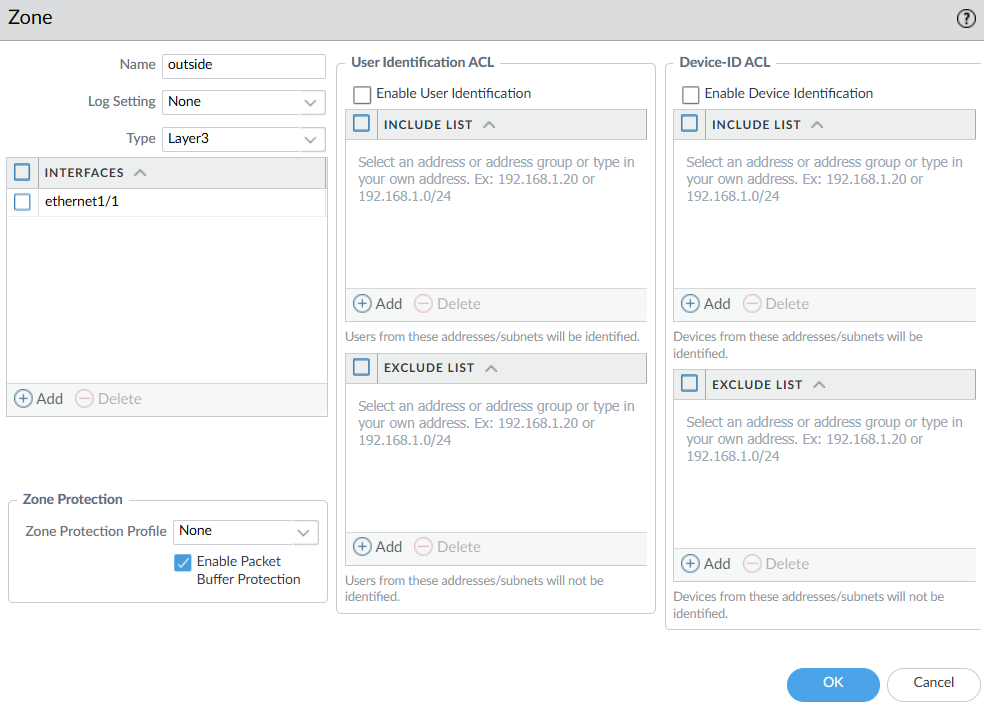 Zone
?
Name outside
Log Setting None
Type Layer3
INTERFACES
ethernet1/1
Add Delete
Zone Protection
Zone Protection Profile None
Enable Packet
Buffer Protection
User Identification ACL
Enable User Identification
INCLUDE LIST
Select an address or address group or type in
your own address. Ex: 192.168.1.20 or
192.168.1.0/24
Add Delete
Users from these addresses/subnets will be identified.
EXCLUDE LIST
Select an address or address group or type in
your own address. Ex: 192.168.1.20 or
192.168.1.0/24
Add Delete
Users from these addresses/subnets will not be
identified.
Device-ID ACL
Enable Device Identification
INCLUDE LIST
Select an address or address group or type in
your own address. Ex: 192.168.1.20 or
192.168.1.0/24
Add Delete
Devices from these addresses/subnets will be
identified.
EXCLUDE LIST
Select an address or address group or type in
your own address. Ex: 192.168.1.20 or
192.168.1.0/24
Add Delete
Devices from these addresses/subnets will not be
identified.
OK Cancel